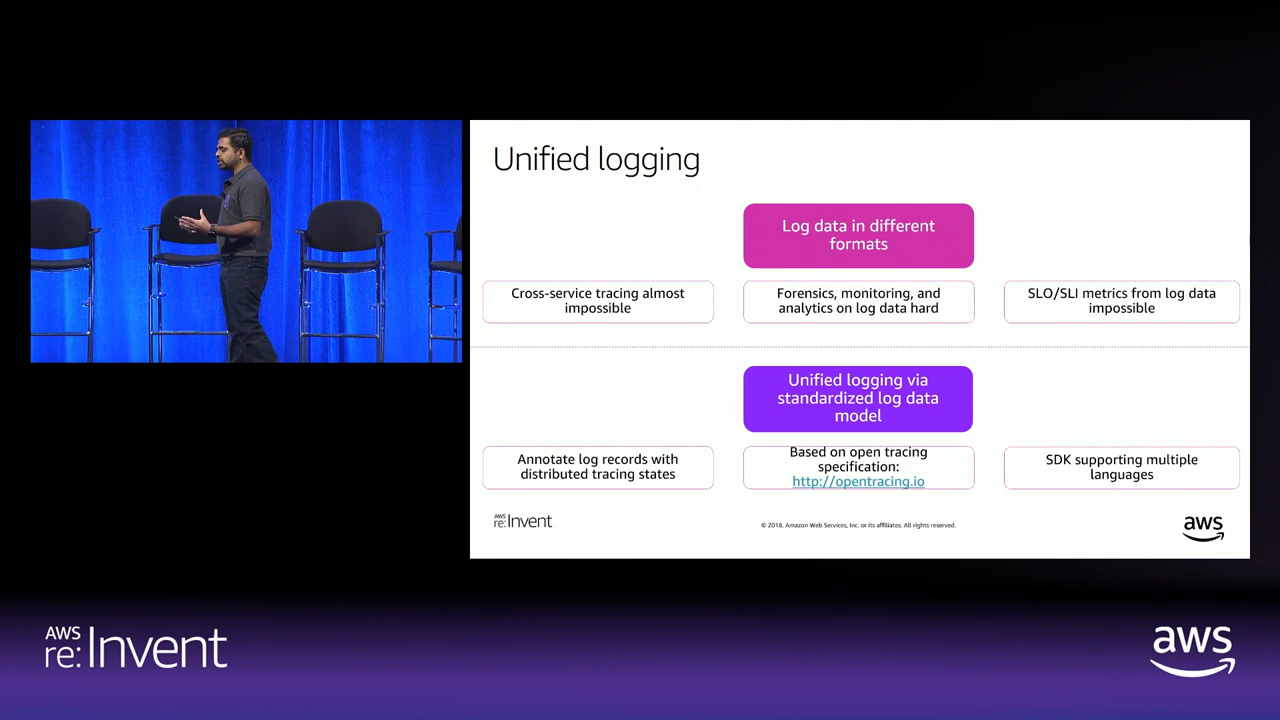 Unified logging
Log data in different
formats
Cross-service tracing almost
impossible
Forensics, monitoring, and
analytics on log data hard
SLO/SLI metrics from log data
impossible
Unified logging via
standardized log data
model
Annotate log records with
distributed tracing states
Based on open tracing
specification:
http://opentracing.io
SDK supporting multiple
languages
AWS
re:Invent
© 2018, Amazon Web Services, Inc. or its affiliates. All rights reserved.
aws
AWS
re:Invent
aws